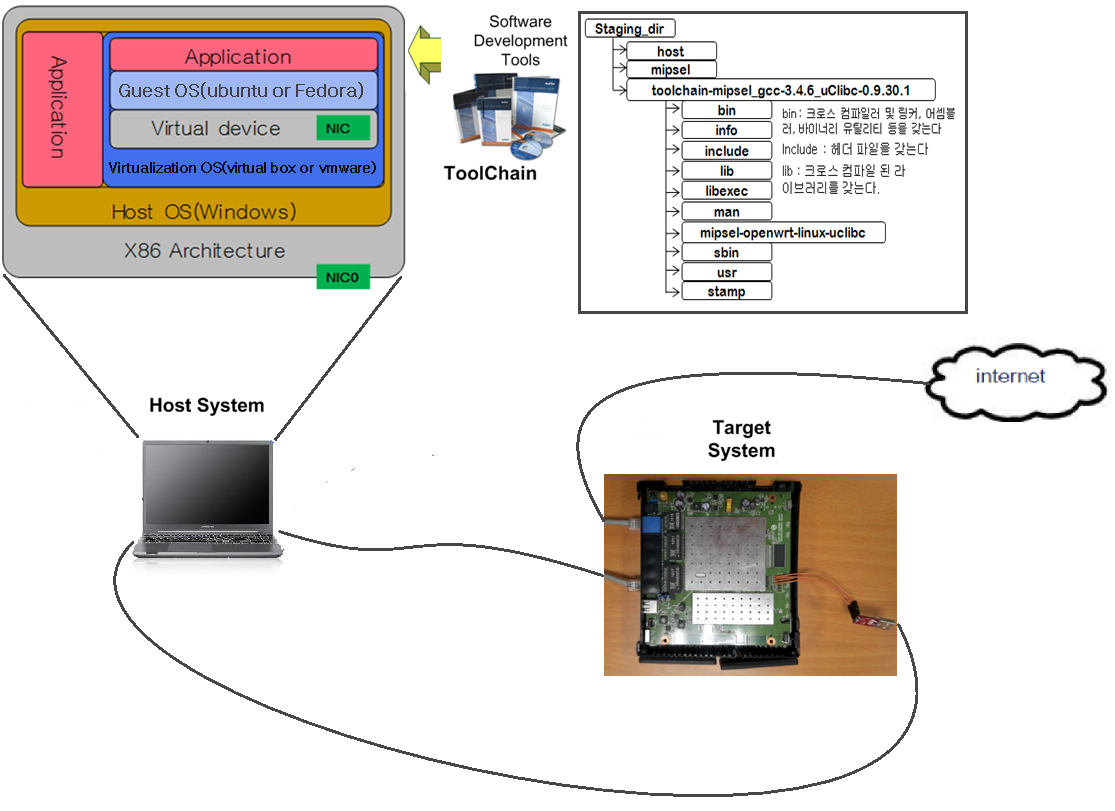 Application
Application
Guest OS(ubuntu or Fedora)
Virtual device
NIC
Virtualization OS(virtual box or vmware)
Host OS(Windows)
X86 Architecture
NIC0
Software
Development
Tools
ToolChain
Staging_dir
host
mipsel
toolchain-mipsel_gcc-3.4.6_uClibc-0.9.30.1
bin
info
include
lib
libexec
man
mipsel-openwrt-linux-uclibc
sbin
usr
stamp
bin : 크로스 컴파일러 및 링커, 어셈블
러, 바이너리 유틸리티 등을 갖는다
Include : 헤더 파일을 갖는다
lib : 크로스 컴파일 된 라
이브러리를 갖는다.
internet
Host System
Target
System